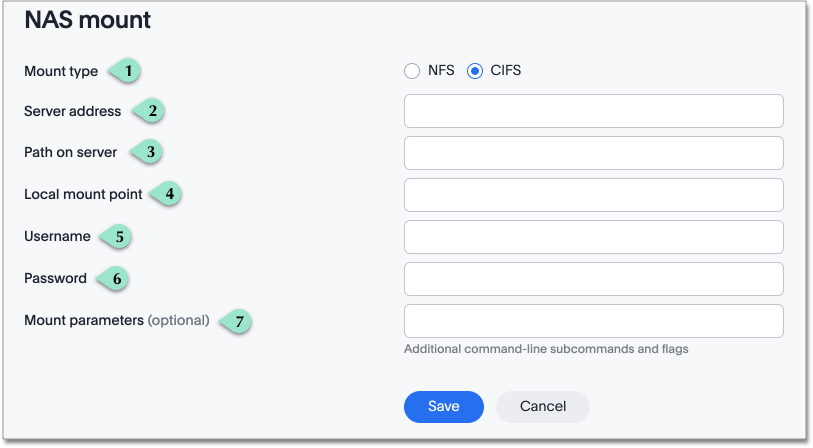 NAS mount
Mount type 1 NFS CIFS
Server address 2
Path on server 3
Local mount point 4
Username 5
Password 6
Mount parameters (optional) 7
Additional command-line subcommands and flags
Save Cancel